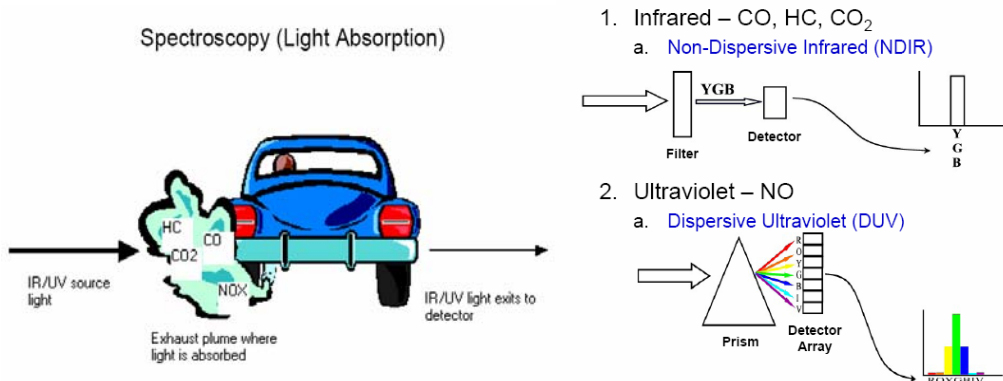 Spectroscopy (Light Absorption)
HC
CO
CO2
NOX
IR/UV source
light
Exhaust plume where
light is absorbed
IR/UV light exits to
detector
1. Infrared – CO, HC, CO₂
a. Non-Dispersive Infrared (NDIR)
YGB
Filter
Detector
Y
G
B
2. Ultraviolet – NO
a. Dispersive Ultraviolet (DUV)
R
O
Y
G
B
I
V
Prism
Detector
Array
ROYGBIV